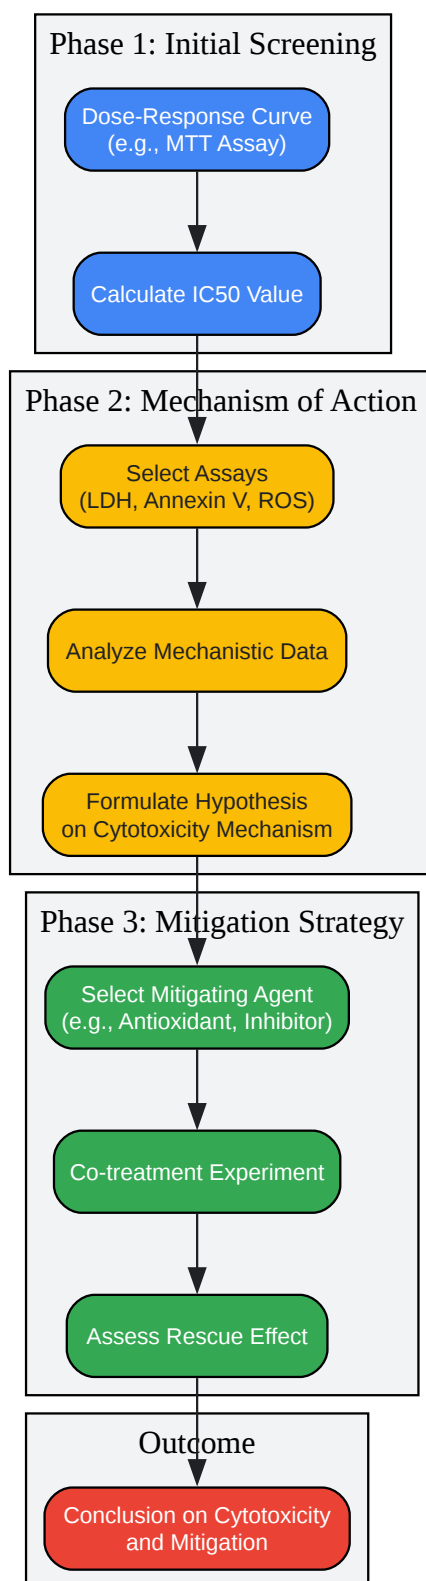 Phase 1: Initial Screening
Dose-Response Curve
(e.g., MTT Assay)
Calculate IC50 Value
Phase 2: Mechanism of Action
Select Assays
(LDH, Annexin V, ROS)
Analyze Mechanistic Data
Formulate Hypothesis
on Cytotoxicity Mechanism
Phase 3: Mitigation Strategy
Select Mitigating Agent
(e.g., Antioxidant, Inhibitor)
Co-treatment Experiment
Assess Rescue Effect
Outcome
Conclusion on Cytotoxicity
and Mitigation